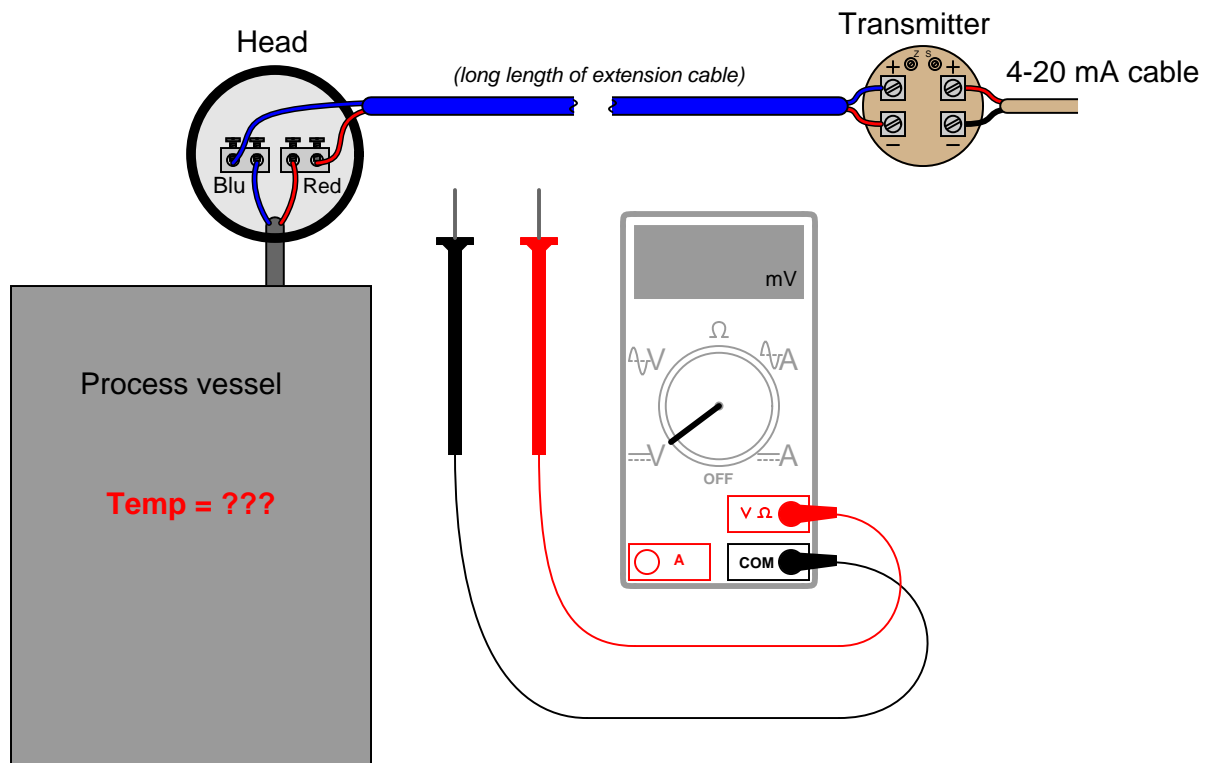 Transmitter
Head
Z S
+ +
(long length of extension cable)
4-20 mA cable
− −
Blu Red
mV
Ω
V A
Process vessel
V A
OFF
Temp = ???
V Ω
A
COM